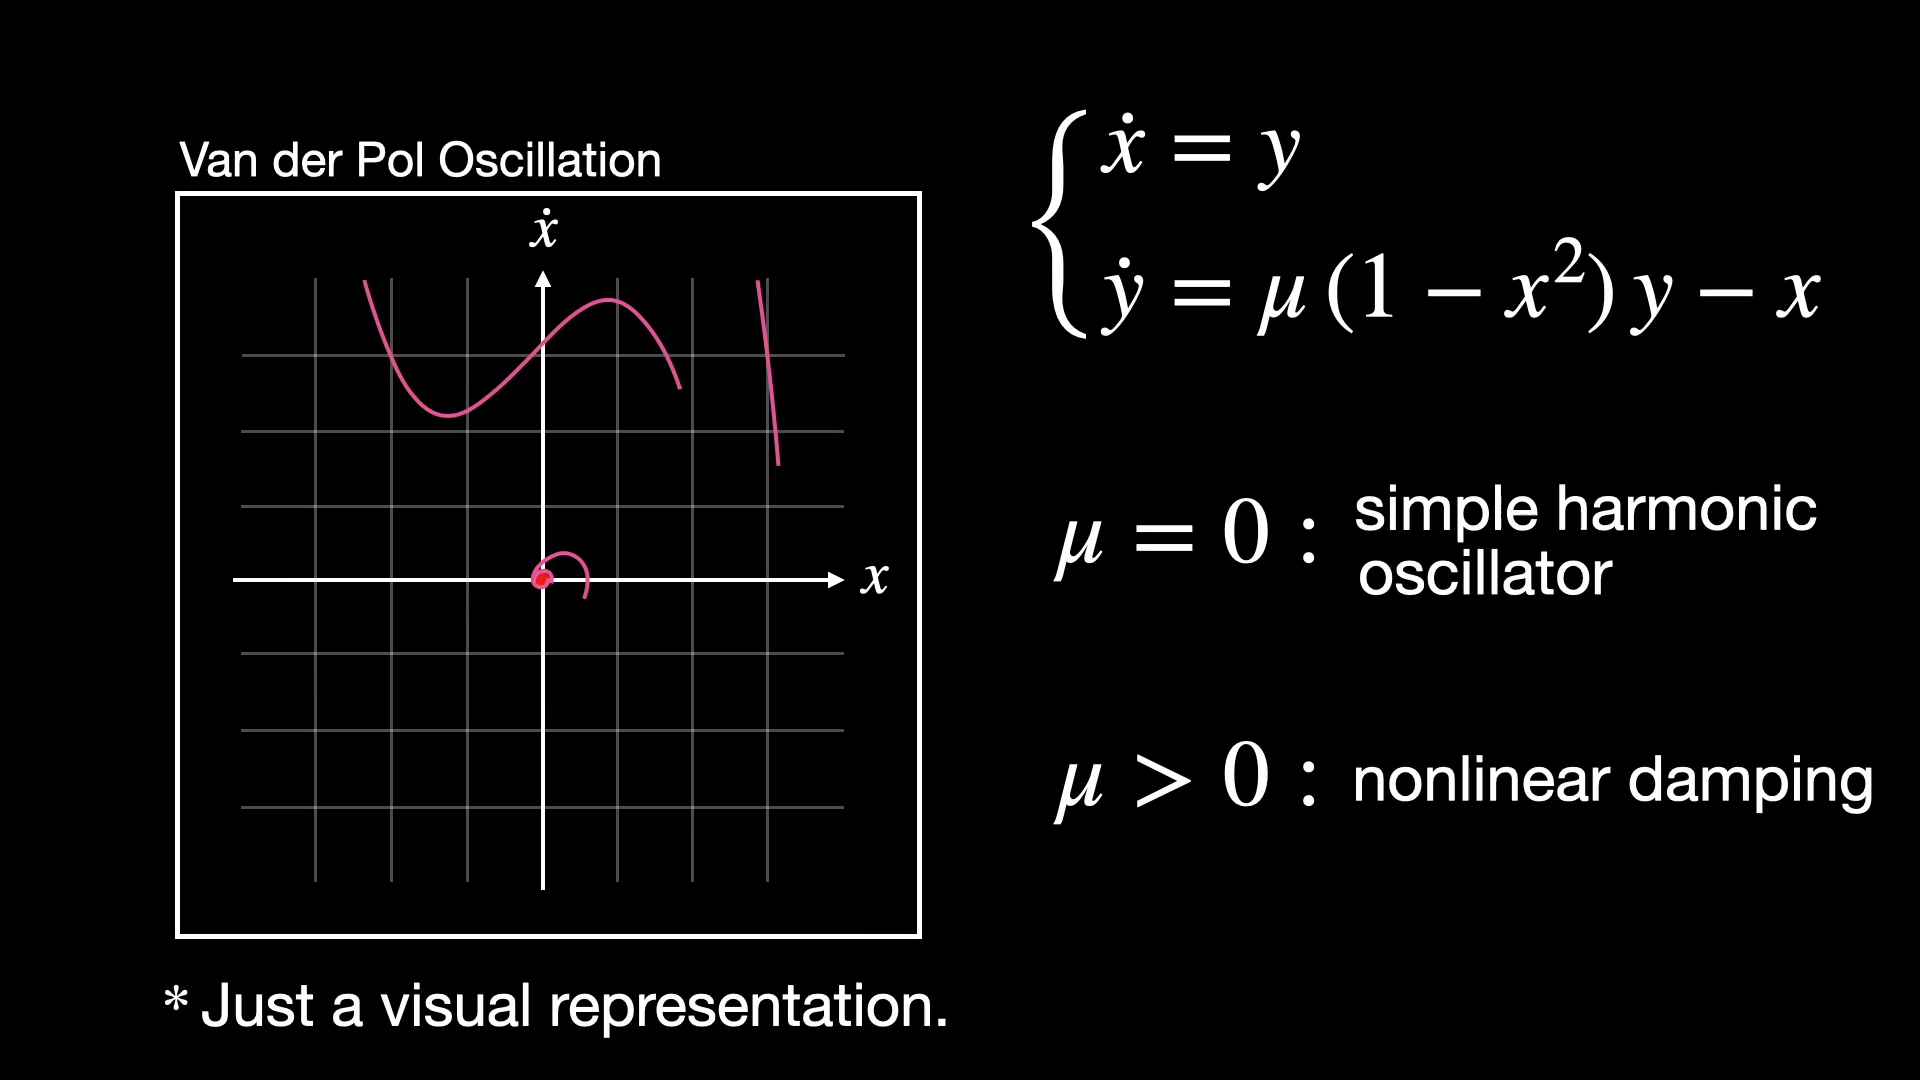 Van der Pol Oscillation
ẋ
x
* Just a visual representation.
ẋ = y
ẏ = μ (1 − x²) y − x
μ = 0 : simple harmonic
oscillator
μ > 0 : nonlinear damping